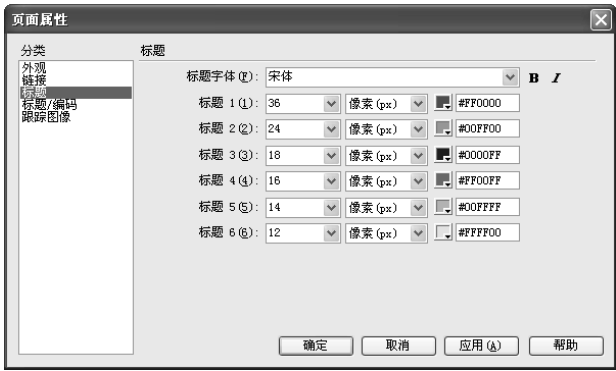 页面属性
分类
标题
外观
链接
标题
标题/编码
跟踪图像
标题字体(F): 宋体 B I
标题 1(1): 36 像素(px) #FF0000
标题 2(2): 24 像素(px) #00FF00
标题 3(3): 18 像素(px) #0000FF
标题 4(4): 16 像素(px) #FF00FF
标题 5(5): 14 像素(px) #00FFFF
标题 6(6): 12 像素(px) #FFFF00
确定 取消 应用(A) 帮助